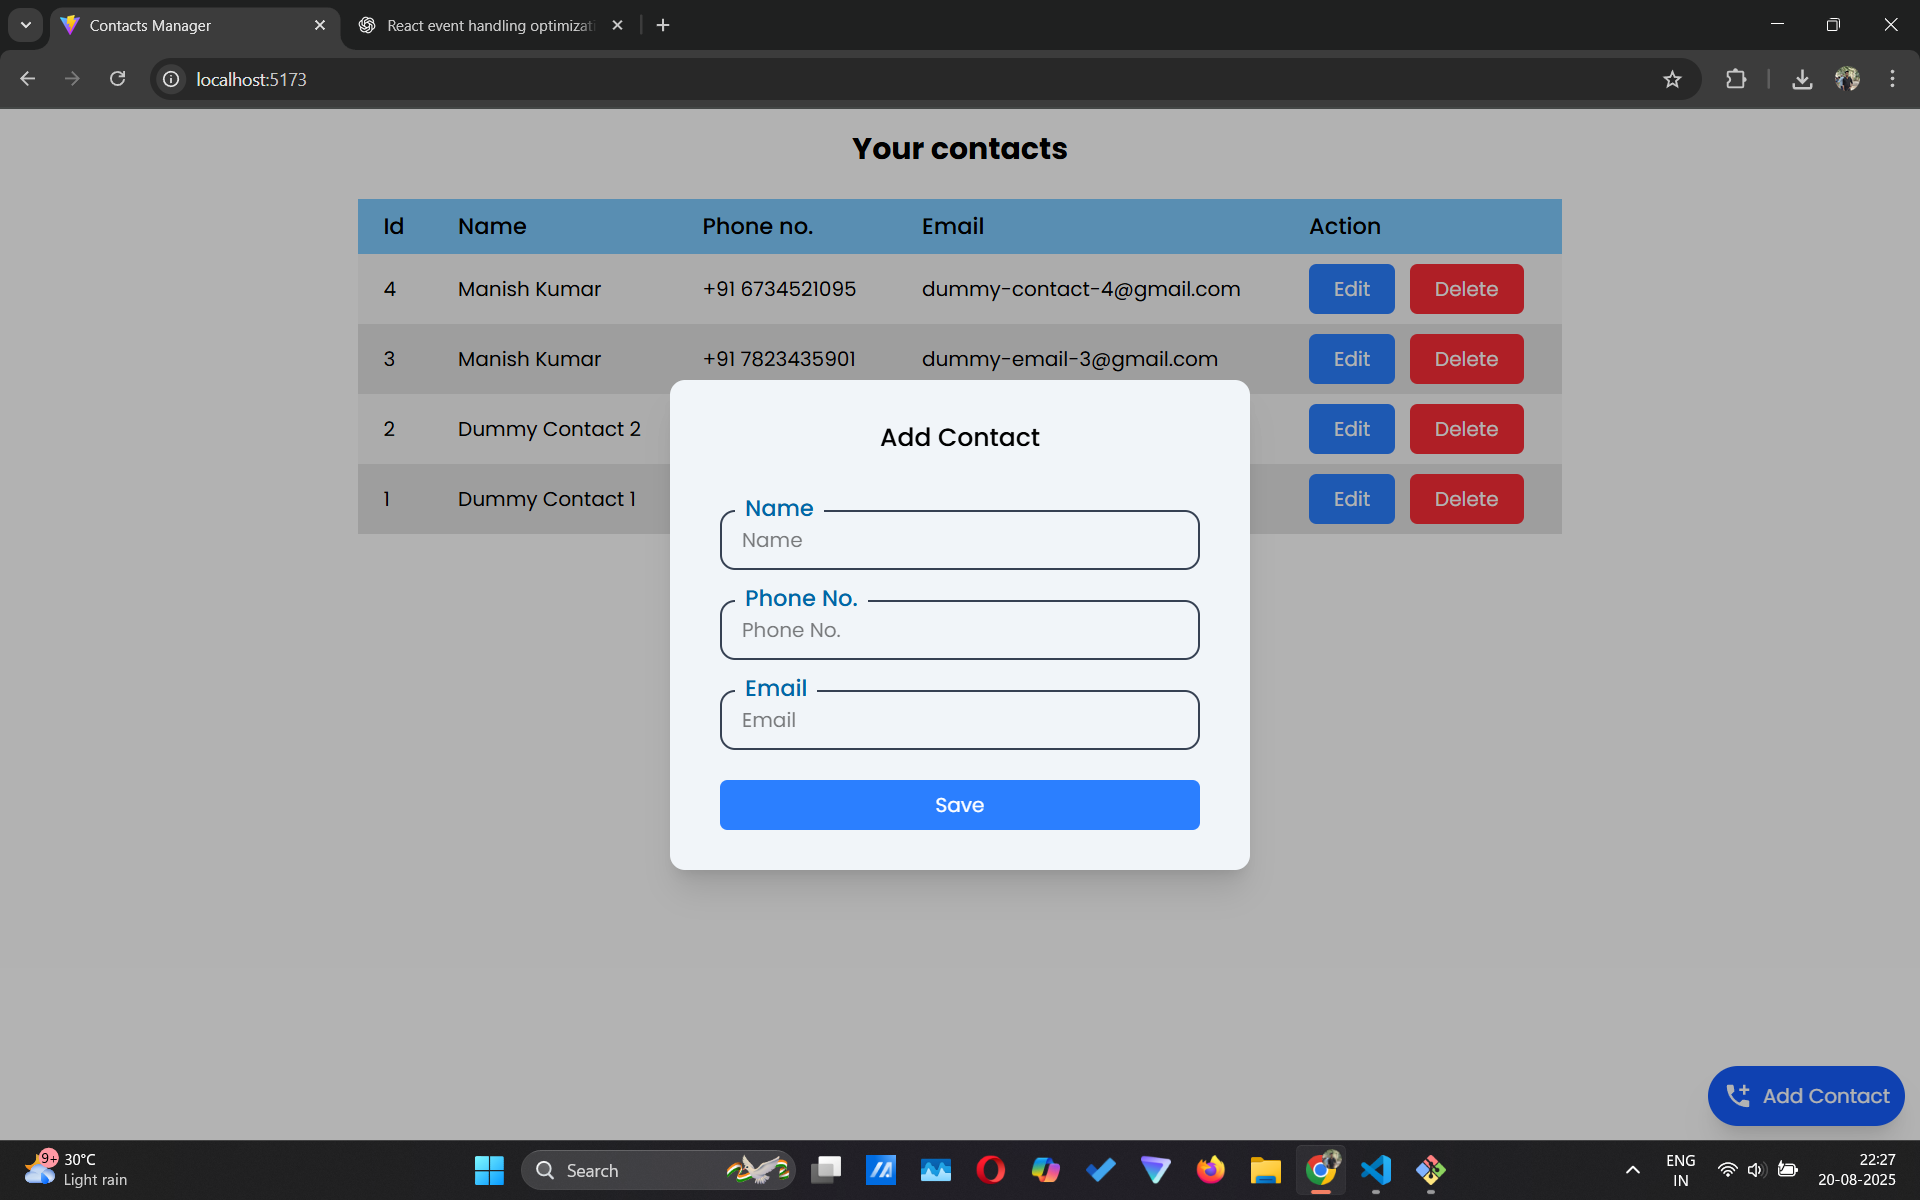 Contacts Manager
React event handling optimizati
localhost:5173
Your contacts
Id Name Phone no. Email Action
4 Manish Kumar +91 6734521095 dummy-contact-4@gmail.com Edit Delete
3 Manish Kumar +91 7823435901 dummy-email-3@gmail.com Edit Delete
2 Dummy Contact 2 Edit Delete
1 Dummy Contact 1 Edit Delete
Add Contact
Name
Name
Phone No.
Phone No.
Email
Email
Save
Add Contact
9+
30°C
Light rain
Search
ENG
IN
22:27
20-08-2025